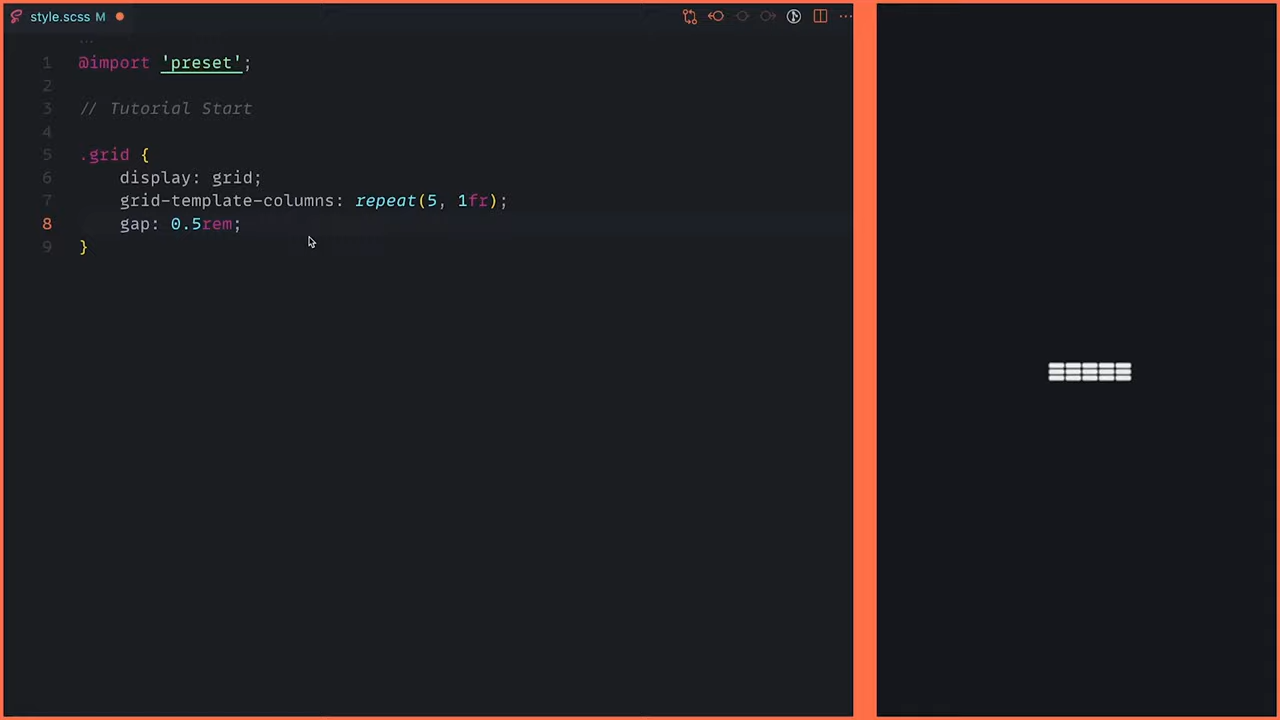 style.scss M
1 @import 'preset';
2
3 // Tutorial Start
4
5 .grid {
6 display: grid;
7 grid-template-columns: repeat(5, 1fr);
8 gap: 0.5rem;
9 }